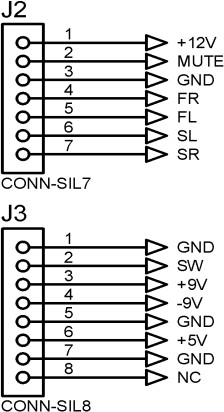 J2
1 +12V
2 MUTE
3 GND
4 FR
5 FL
6 SL
7 SR
CONN-SIL7
J3
1 GND
2 SW
3 +9V
4 -9V
5 GND
6 +5V
7 GND
8 NC
CONN-SIL8